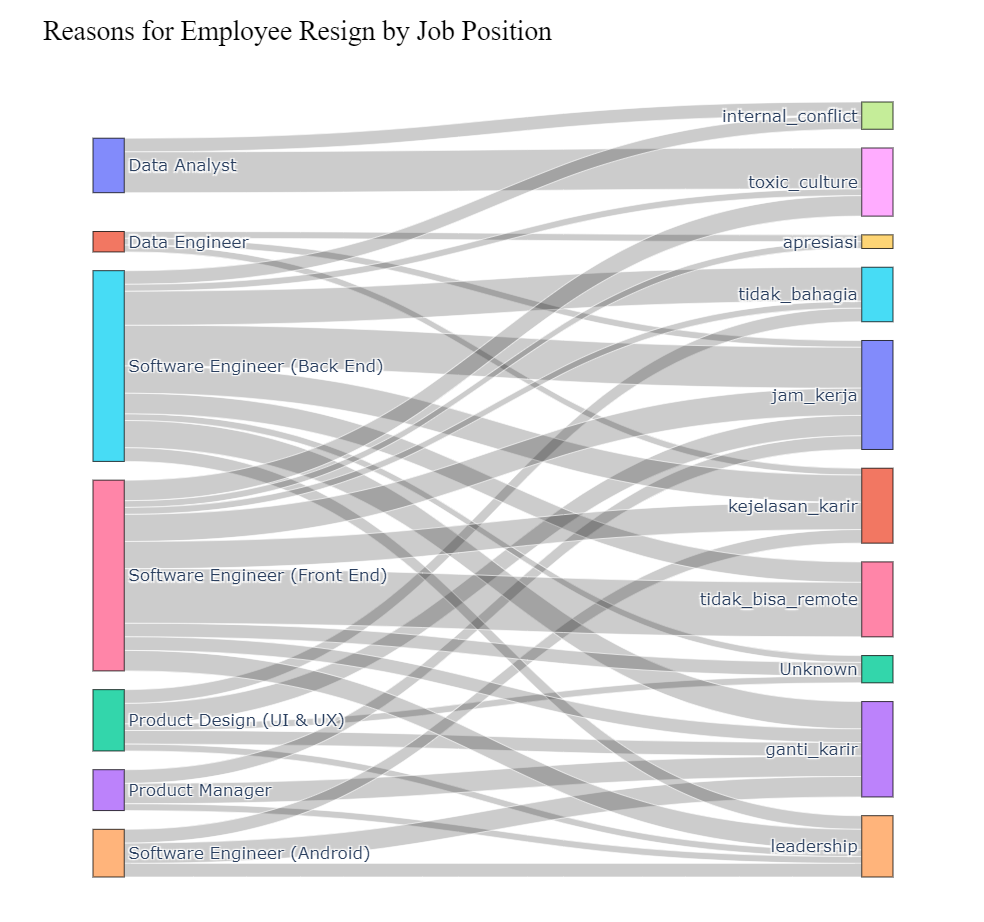 Reasons for Employee Resign by Job Position
internal_conflict
Data Analyst
toxic_culture
Data Engineer
apresiasi
tidak_bahagia
Software Engineer (Back End)
jam_kerja
kejelasan_karir
Software Engineer (Front End)
tidak_bisa_remote
Unknown
Product Design (UI & UX)
ganti_karir
Product Manager
leadership
Software Engineer (Android)